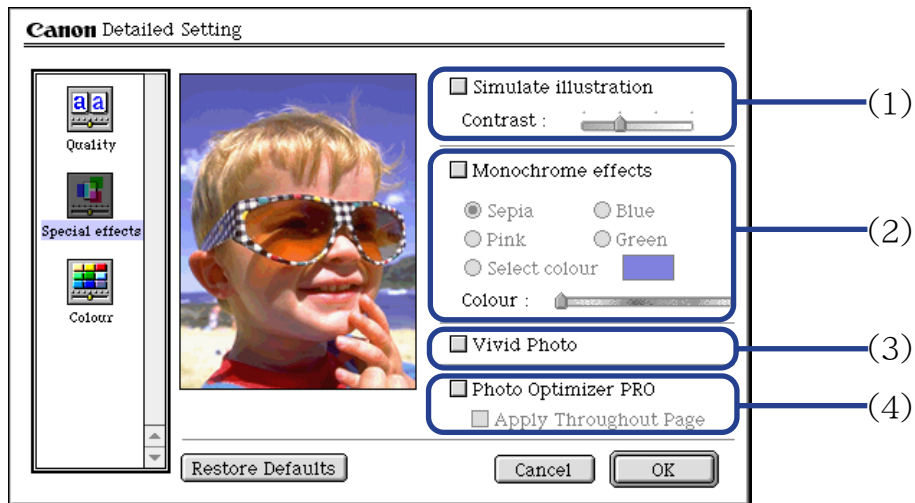 Canon Detailed Setting
aa
Quality
Special effects
Colour
Simulate illustration
Contrast :
(1)
Monochrome effects
Sepia
Blue
Pink
Green
Select colour
Colour :
(2)
Vivid Photo
(3)
Photo Optimizer PRO
Apply Throughout Page
(4)
Restore Defaults
Cancel
OK